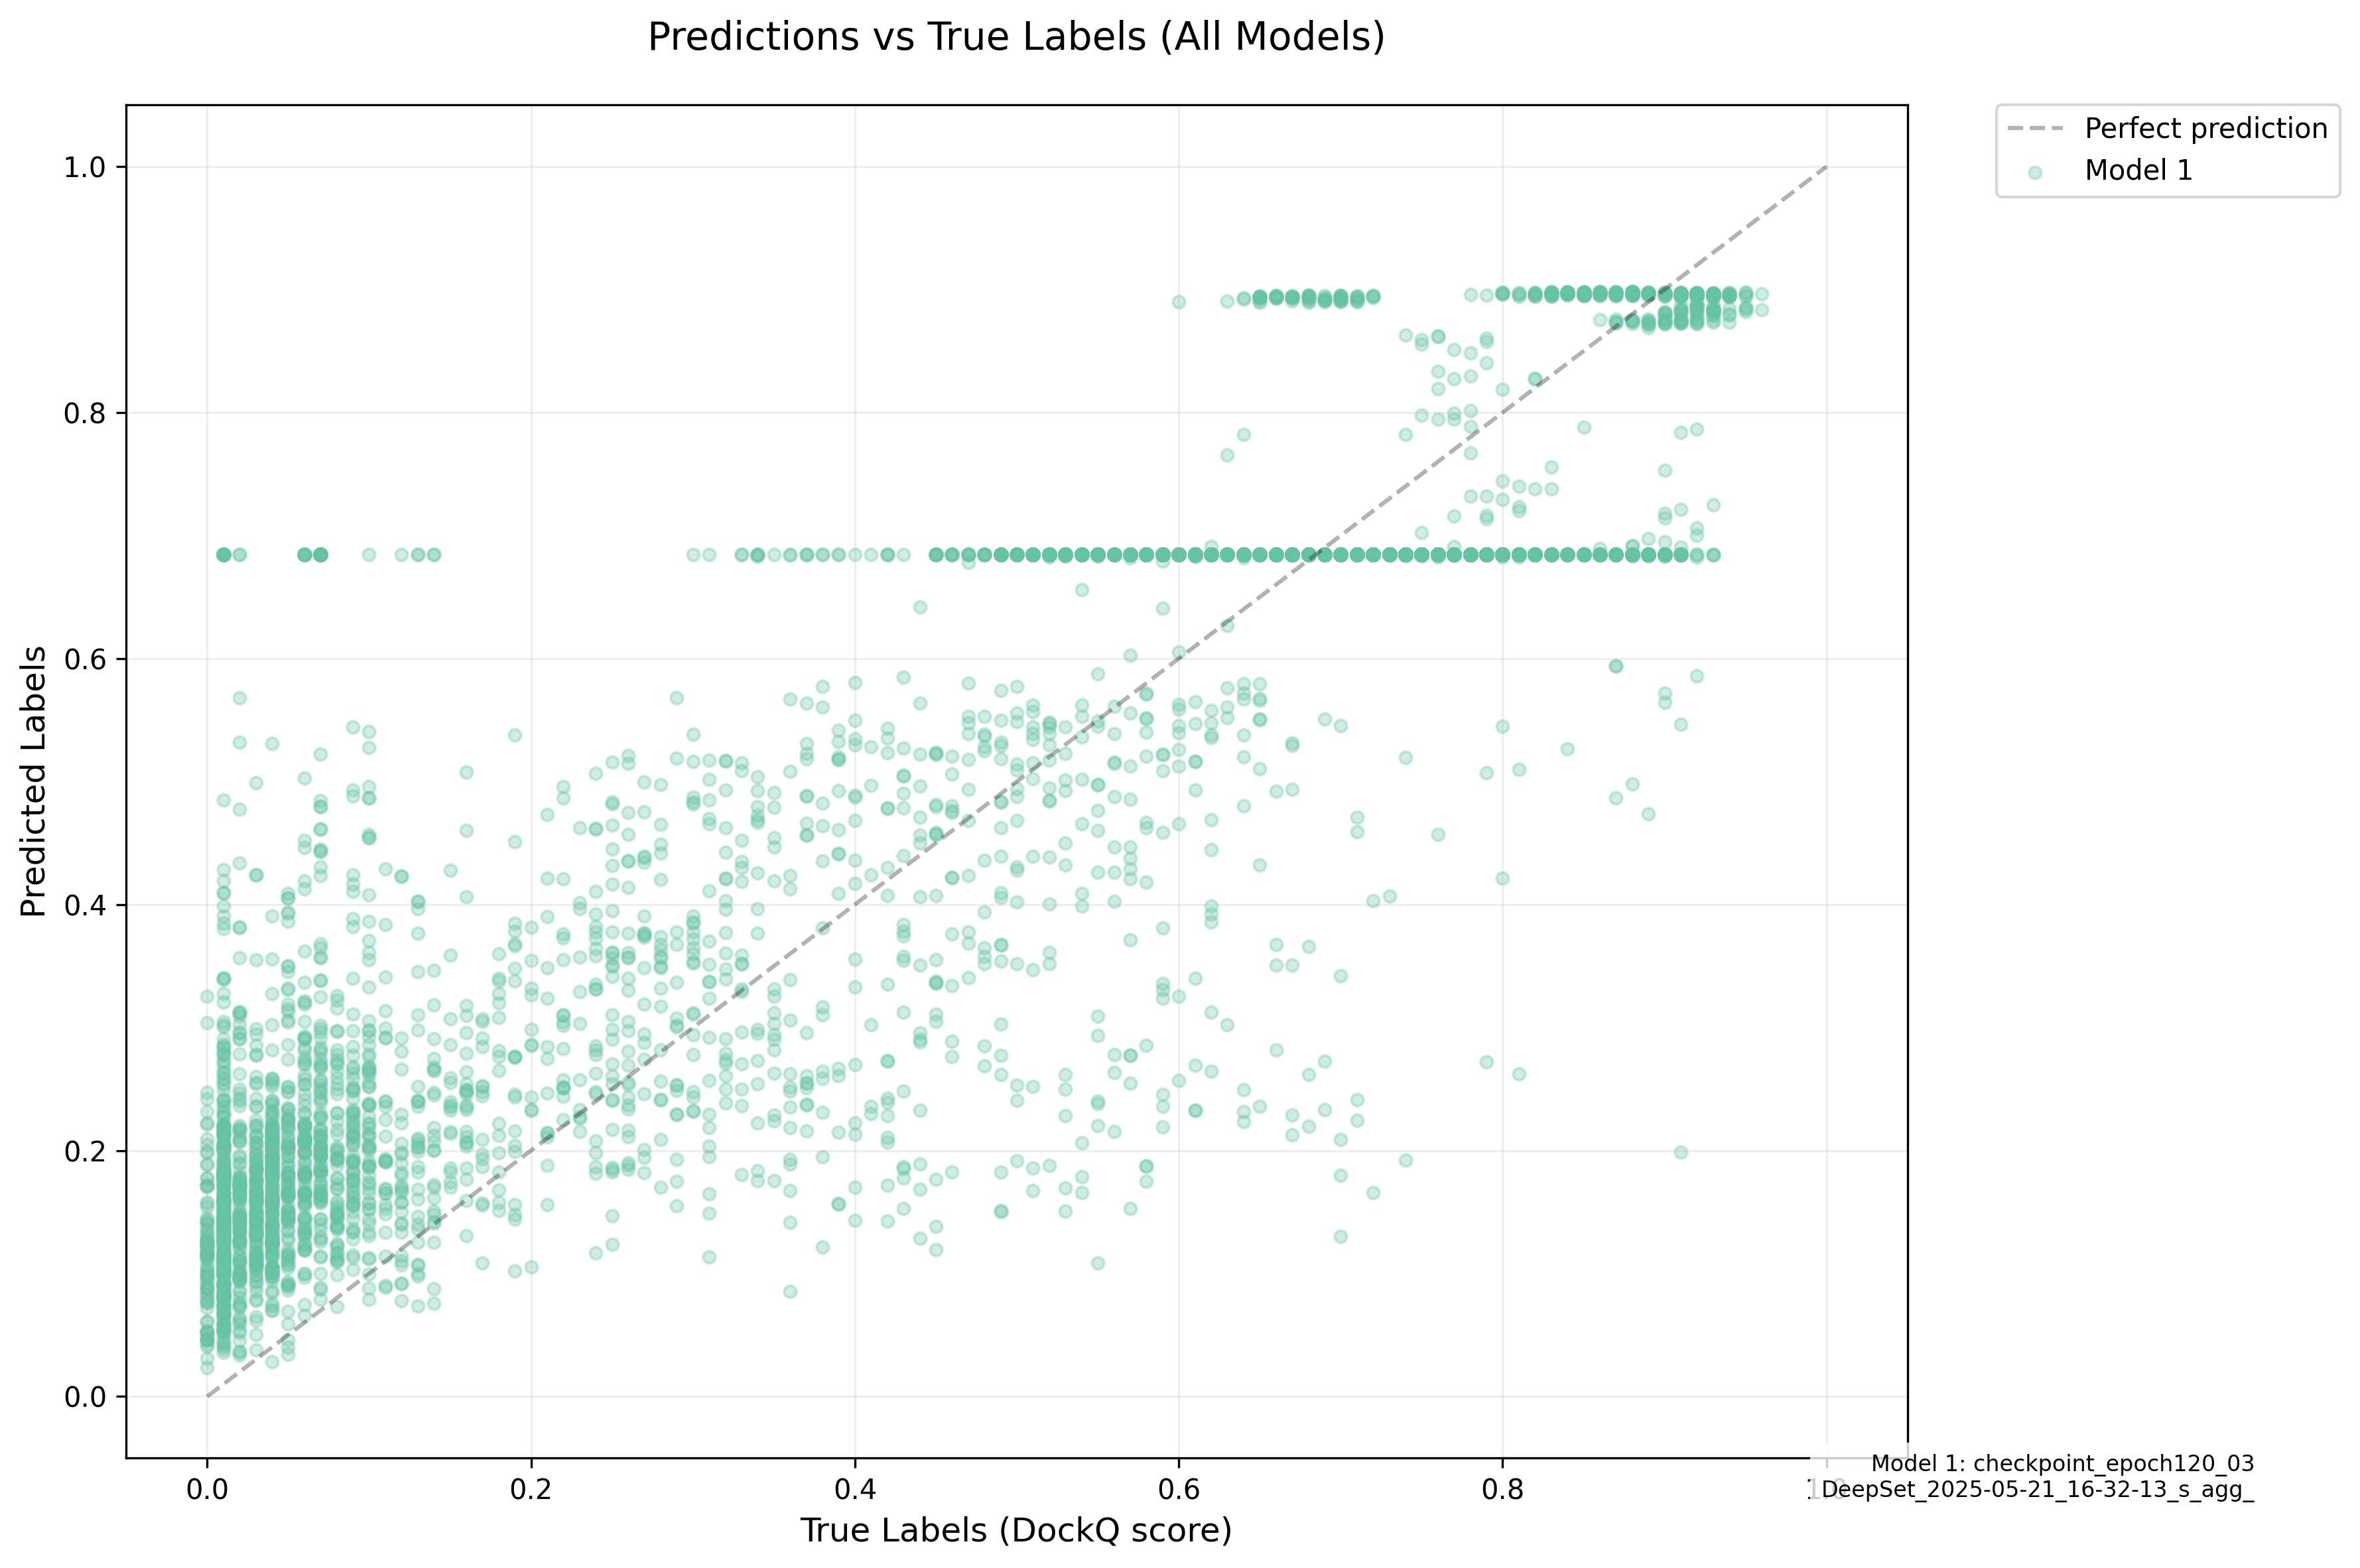 Predictions vs True Labels (All Models)
Perfect prediction
Model 1
1.0
0.8
0.6
0.4
0.2
0.0
Predicted Labels
0.0
0.2
0.4
0.6
0.8
1.0
True Labels (DockQ score)
Model 1: checkpoint_epoch120_03
DeepSet_2025-05-21_16-32-13_s_agg_